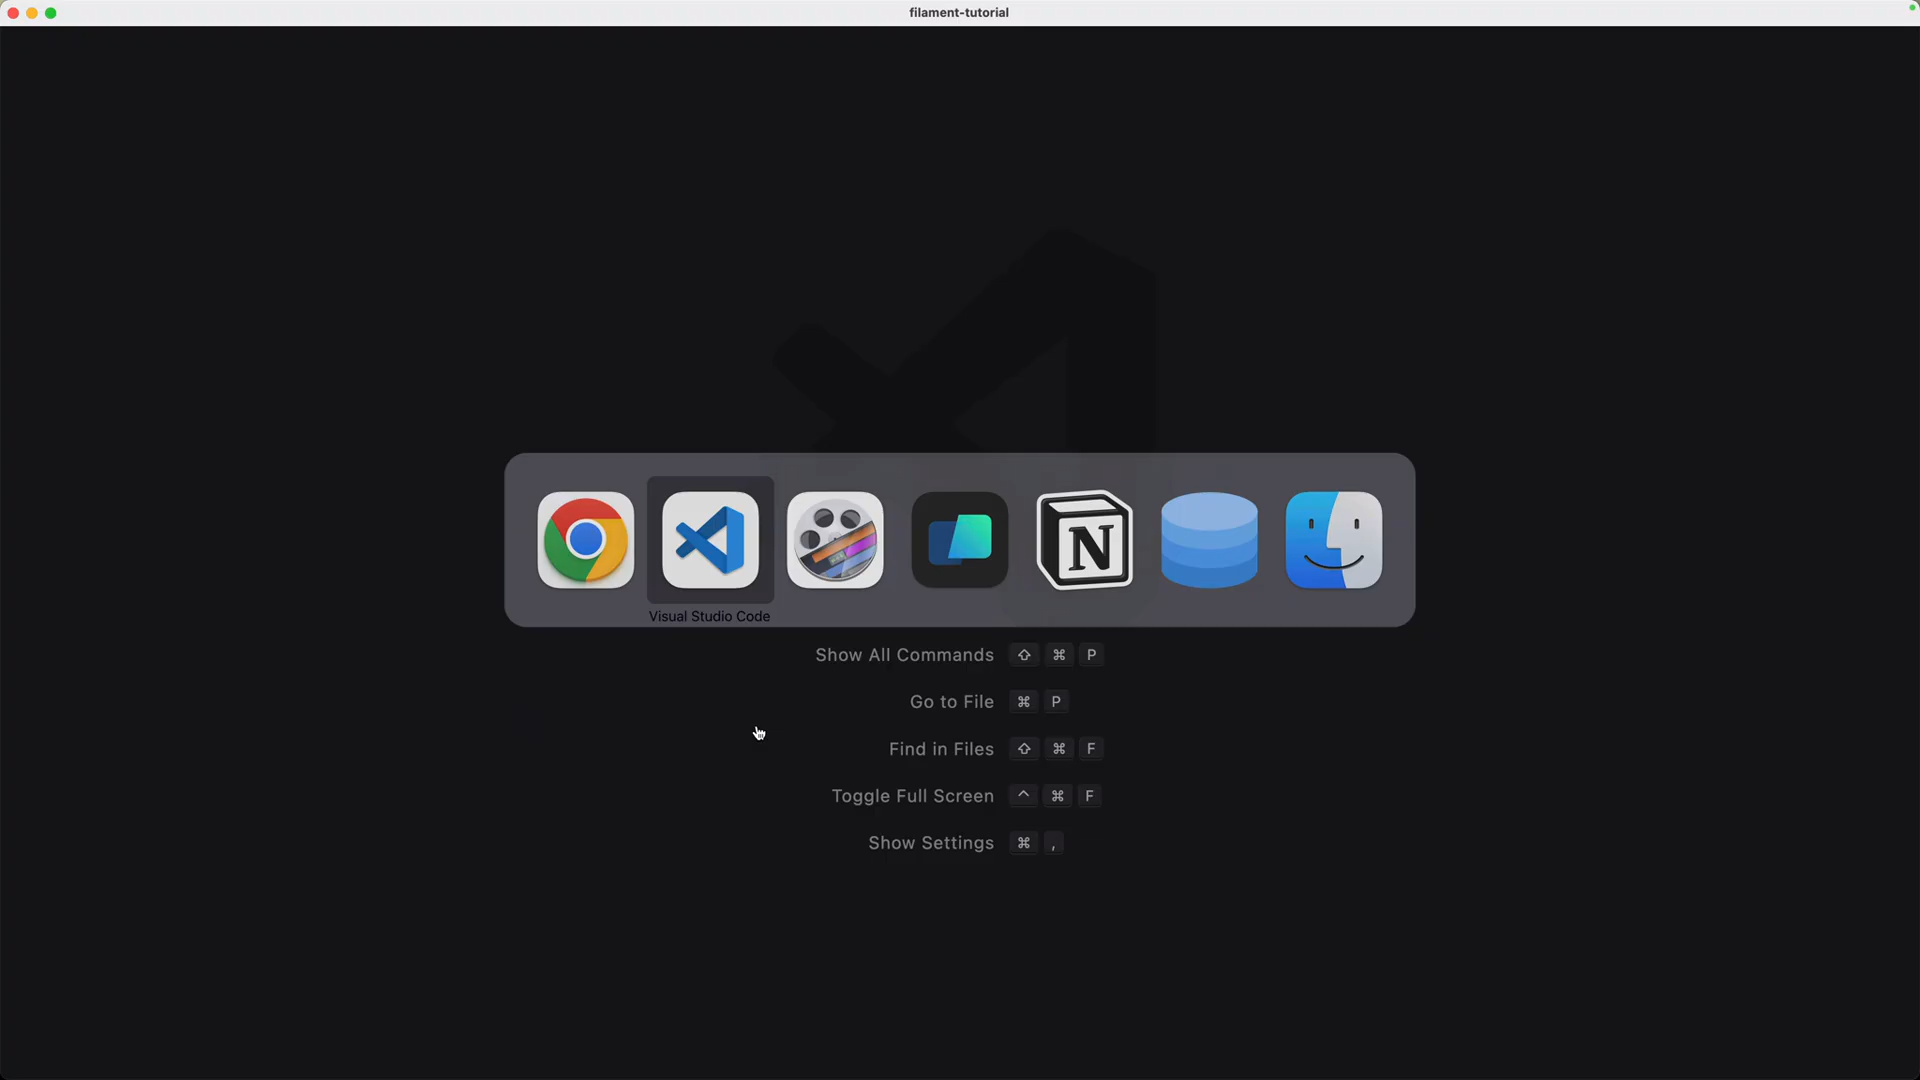 filament-tutorial
N
Visual Studio Code
Show All Commands ⇧ ⌘ P
Go to File ⌘ P
Find in Files ⇧ ⌘ F
Toggle Full Screen ^ ⌘ F
Show Settings ⌘ ,